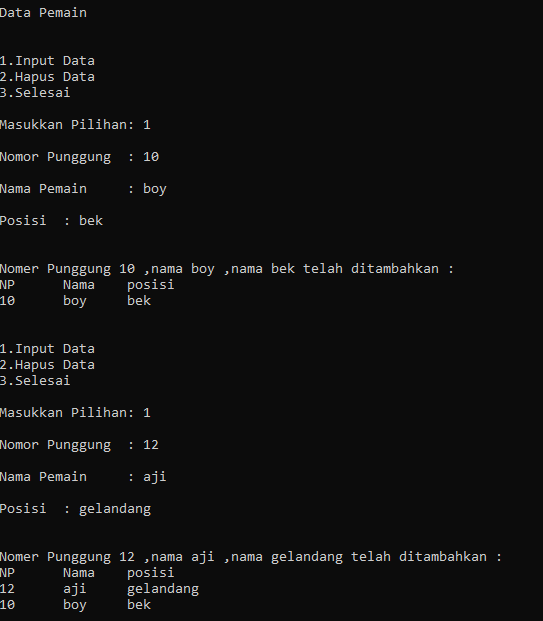 Data Pemain
1.Input Data
2.Hapus Data
3.Selesai
Masukkan Pilihan: 1
Nomor Punggung  : 10
Nama Pemain     : boy
Posisi  : bek
Nomer Punggung 10 ,nama boy ,nama bek telah ditambahkan :
NP      Nama    posisi
10      boy     bek
1.Input Data
2.Hapus Data
3.Selesai
Masukkan Pilihan: 1
Nomor Punggung  : 12
Nama Pemain     : aji
Posisi  : gelandang
Nomer Punggung 12 ,nama aji ,nama gelandang telah ditambahkan :
NP      Nama    posisi
12      aji     gelandang
10      boy     bek